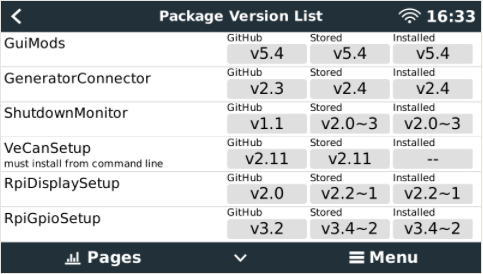 Package Version List 16:33
GitHub Stored Installed
GuiMods v5.4 v5.4 v5.4
GitHub Stored Installed
GeneratorConnector v2.3 v2.4 v2.4
GitHub Stored Installed
ShutdownMonitor v1.1 v2.0~3 v2.0~3
GitHub Stored Installed
VeCanSetup v2.11 v2.11 --
must install from command line
GitHub Stored Installed
RpiDisplaySetup v2.0 v2.2~1 v2.2~1
GitHub Stored Installed
RpiGpioSetup v3.2 v3.4~2 v3.4~2
Pages Menu